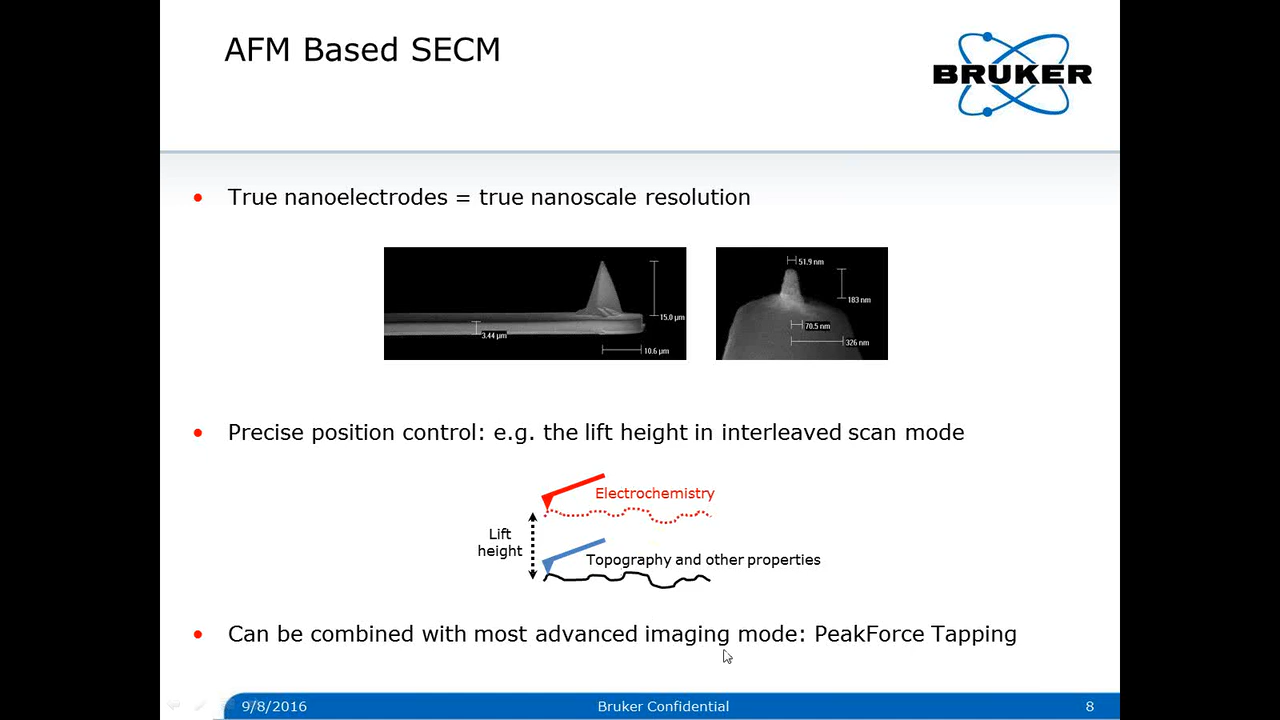 AFM Based SECM
BRUKER
True nanoelectrodes = true nanoscale resolution
15.0 µm
3.44 µm
10.6 µm
51.9 nm
183 nm
70.5 nm
326 nm
Precise position control: e.g. the lift height in interleaved scan mode
Electrochemistry
Lift
height
Topography and other properties
Can be combined with most advanced imaging mode: PeakForce Tapping
9/8/2016
Bruker Confidential
8